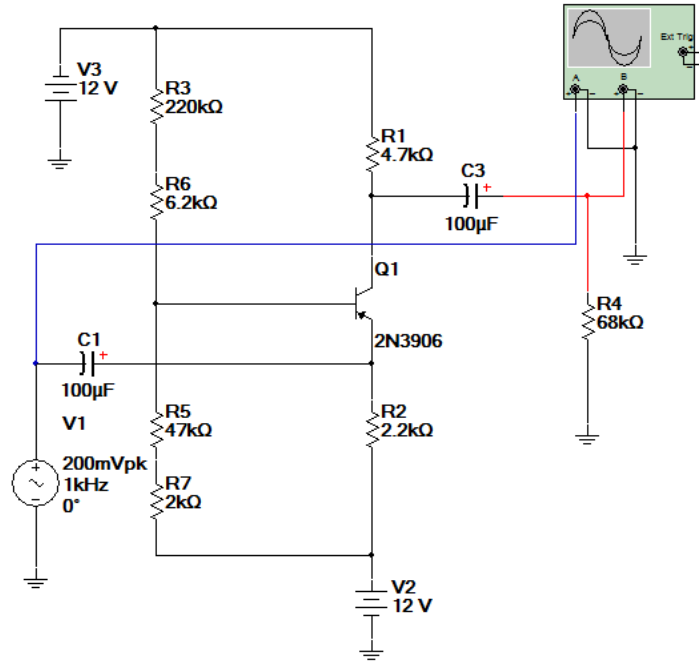 V3
12 V
R3
220kΩ
R1
4.7kΩ
Ext Trig
+
A
B
+
−
+
−
R6
6.2kΩ
C3
+
100µF
Q1
2N3906
R4
68kΩ
C1
+
100µF
V1
200mVpk
1kHz
0°
R5
47kΩ
R2
2.2kΩ
R7
2kΩ
V2
12 V